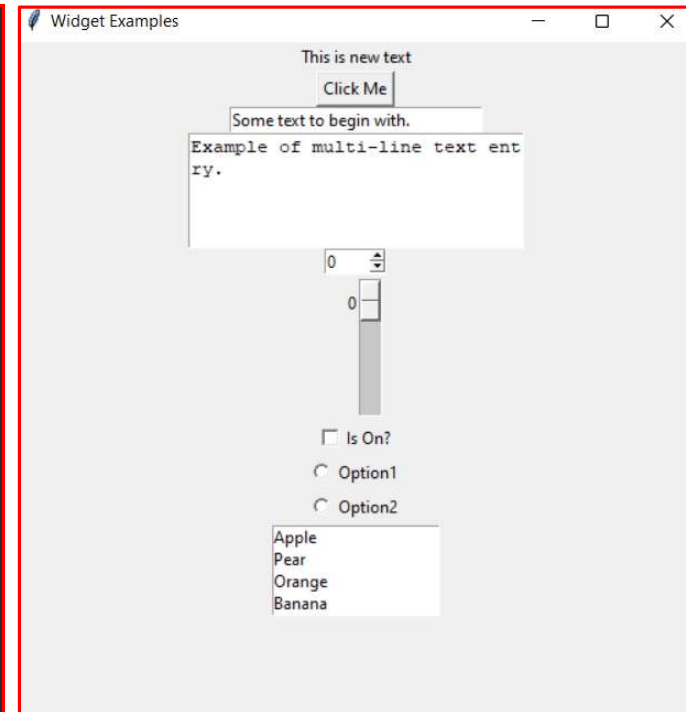 Widget Examples
This is new text
Click Me
Some text to begin with.
Example of multi-line text ent
ry.
0
0
Is On?
Option1
Option2
Apple
Pear
Orange
Banana